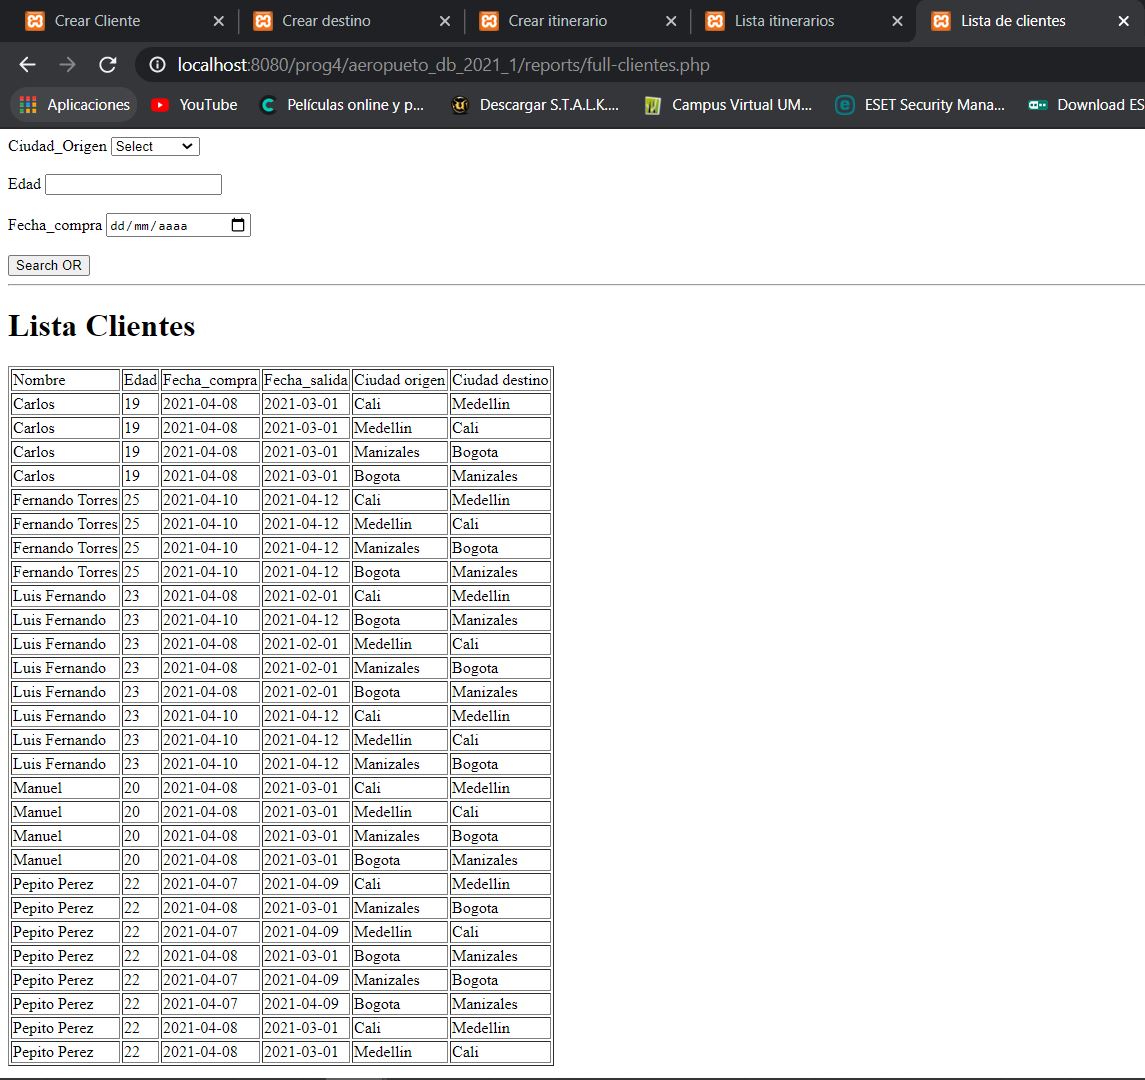 Crear Cliente Crear destino Crear itinerario Lista itinerarios Lista de clientes
localhost:8080/prog4/aeropueto_db_2021_1/reports/full-clientes.php
Aplicaciones YouTube Películas online y p... Descargar S.T.A.L.K.... Campus Virtual UM... ESET Security Mana... Download ES
Ciudad_Origen Select
Edad
Fecha_compra dd/mm/aaaa
Search OR
Lista Clientes
Nombre Edad Fecha_compra Fecha_salida Ciudad origen Ciudad destino
Carlos 19 2021-04-08 2021-03-01 Cali Medellin
Carlos 19 2021-04-08 2021-03-01 Medellin Cali
Carlos 19 2021-04-08 2021-03-01 Manizales Bogota
Carlos 19 2021-04-08 2021-03-01 Bogota Manizales
Fernando Torres 25 2021-04-10 2021-04-12 Cali Medellin
Fernando Torres 25 2021-04-10 2021-04-12 Medellin Cali
Fernando Torres 25 2021-04-10 2021-04-12 Manizales Bogota
Fernando Torres 25 2021-04-10 2021-04-12 Bogota Manizales
Luis Fernando 23 2021-04-08 2021-02-01 Cali Medellin
Luis Fernando 23 2021-04-10 2021-04-12 Bogota Manizales
Luis Fernando 23 2021-04-08 2021-02-01 Medellin Cali
Luis Fernando 23 2021-04-08 2021-02-01 Manizales Bogota
Luis Fernando 23 2021-04-08 2021-02-01 Bogota Manizales
Luis Fernando 23 2021-04-10 2021-04-12 Cali Medellin
Luis Fernando 23 2021-04-10 2021-04-12 Medellin Cali
Luis Fernando 23 2021-04-10 2021-04-12 Manizales Bogota
Manuel 20 2021-04-08 2021-03-01 Cali Medellin
Manuel 20 2021-04-08 2021-03-01 Medellin Cali
Manuel 20 2021-04-08 2021-03-01 Manizales Bogota
Manuel 20 2021-04-08 2021-03-01 Bogota Manizales
Pepito Perez 22 2021-04-07 2021-04-09 Cali Medellin
Pepito Perez 22 2021-04-08 2021-03-01 Manizales Bogota
Pepito Perez 22 2021-04-07 2021-04-09 Medellin Cali
Pepito Perez 22 2021-04-08 2021-03-01 Bogota Manizales
Pepito Perez 22 2021-04-07 2021-04-09 Manizales Bogota
Pepito Perez 22 2021-04-07 2021-04-09 Bogota Manizales
Pepito Perez 22 2021-04-08 2021-03-01 Cali Medellin
Pepito Perez 22 2021-04-08 2021-03-01 Medellin Cali